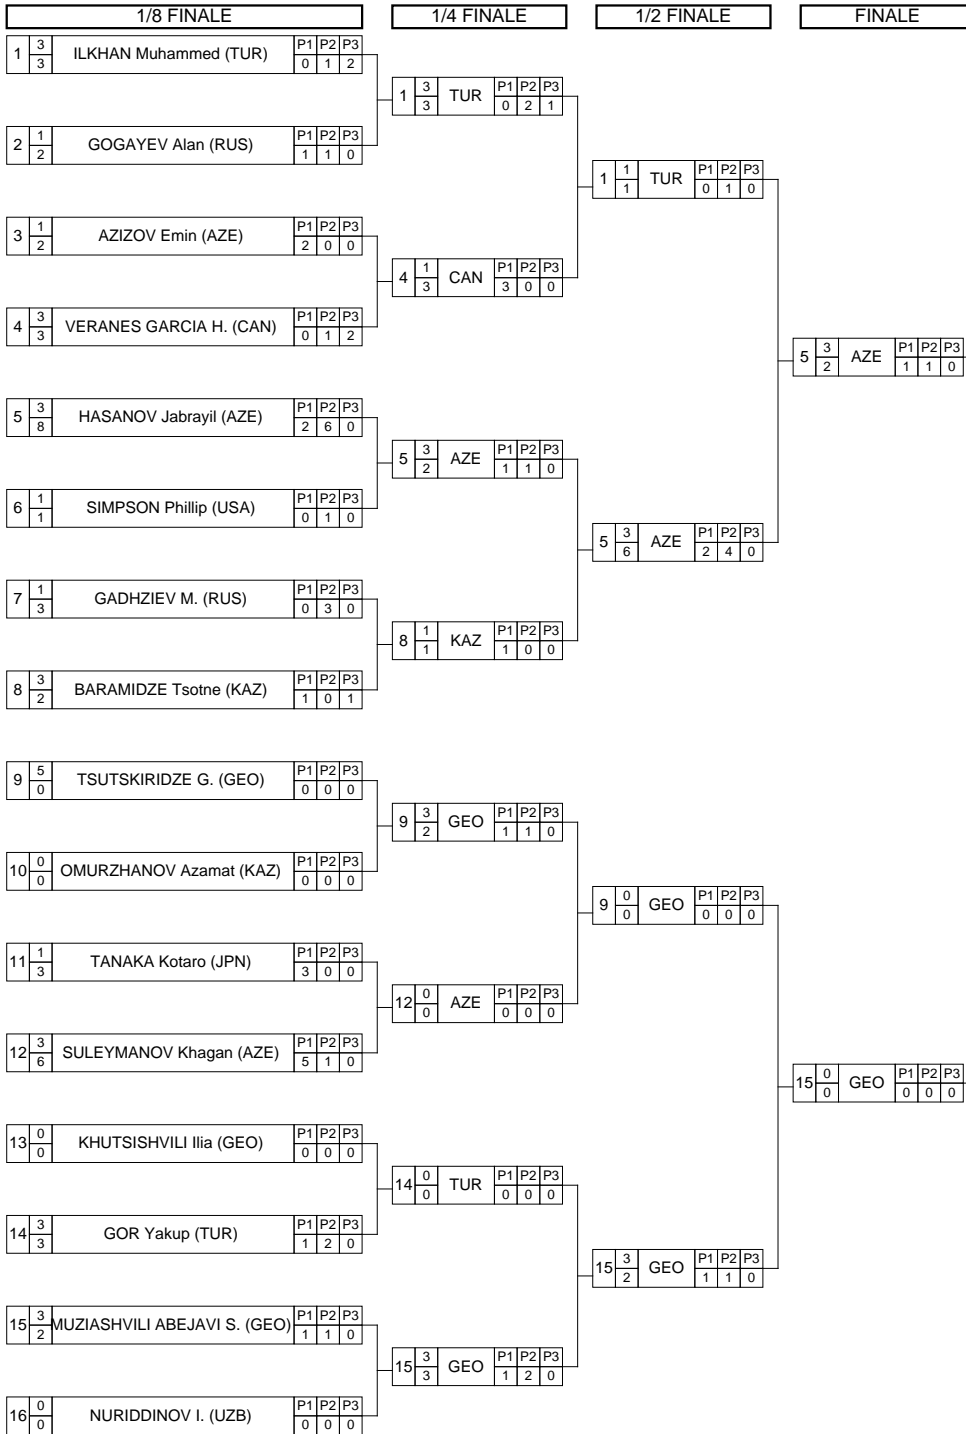 1/8 FINALE 1/4 FINALE 1/2 FINALE FINALE
1 3 3 ILKHAN Muhammed (TUR) P1 P2 P3 0 1 2
1 3 3 TUR P1 P2 P3 0 2 1
2 1 2 GOGAYEV Alan (RUS) P1 P2 P3 1 1 0
1 1 1 TUR P1 P2 P3 0 1 0
3 1 2 AZIZOV Emin (AZE) P1 P2 P3 2 0 0
4 1 3 CAN P1 P2 P3 3 0 0
4 3 3 VERANES GARCIA H. (CAN) P1 P2 P3 0 1 2
5 3 2 AZE P1 P2 P3 1 1 0
5 3 8 HASANOV Jabrayil (AZE) P1 P2 P3 2 6 0
5 3 2 AZE P1 P2 P3 1 1 0
6 1 1 SIMPSON Phillip (USA) P1 P2 P3 0 1 0
5 3 6 AZE P1 P2 P3 2 4 0
7 1 3 GADHZIEV M. (RUS) P1 P2 P3 0 3 0
8 1 1 KAZ P1 P2 P3 1 0 0
8 3 2 BARAMIDZE Tsotne (KAZ) P1 P2 P3 1 0 1
9 5 0 TSUTSKIRIDZE G. (GEO) P1 P2 P3 0 0 0
9 3 2 GEO P1 P2 P3 1 1 0
10 0 0 OMURZHANOV Azamat (KAZ) P1 P2 P3 0 0 0
9 0 0 GEO P1 P2 P3 0 0 0
11 1 3 TANAKA Kotaro (JPN) P1 P2 P3 3 0 0
12 0 0 AZE P1 P2 P3 0 0 0
12 3 6 SULEYMANOV Khagan (AZE) P1 P2 P3 5 1 0
15 0 0 GEO P1 P2 P3 0 0 0
13 0 0 KHUTSISHVILI Ilia (GEO) P1 P2 P3 0 0 0
14 0 0 TUR P1 P2 P3 0 0 0
14 3 3 GOR Yakup (TUR) P1 P2 P3 1 2 0
15 3 2 GEO P1 P2 P3 1 1 0
15 3 2 MUZIASHVILI ABEJAVI S. (GEO) P1 P2 P3 1 1 0
15 3 3 GEO P1 P2 P3 1 2 0
16 0 0 NURIDDINOV I. (UZB) P1 P2 P3 0 0 0